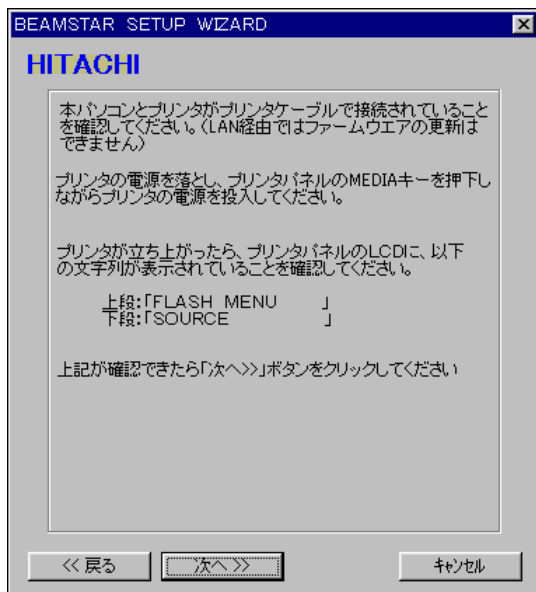 BEAMSTAR SETUP WIZARD
HITACHI
本パソコンとプリンタがプリンタケーブルで接続されていること
を確認してください。(LAN経由ではファームウエアの更新は
できません)
プリンタの電源を落とし、プリンタパネルのMEDIAキーを押下し
ながらプリンタの電源を投入してください。
プリンタが立ち上がったら、プリンタパネルのLCDに、以下
の文字列が表示されていることを確認してください。
上段:「FLASH MENU 」
下段:「SOURCE 」
上記が確認できたら「次へ>>」ボタンをクリックしてください
<< 戻る
次へ >>
キャンセル